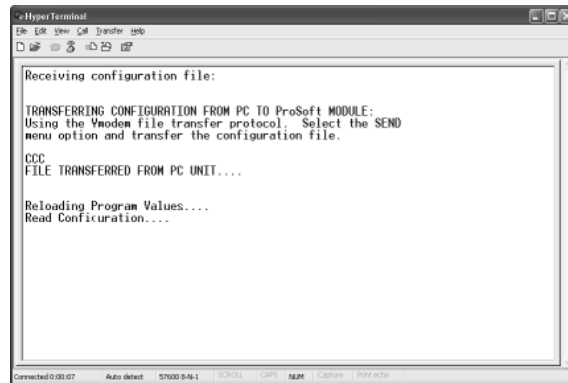 HyperTerminal
File Edit View Call Transfer Help
Receiving configuration file:
TRANSFERRING CONFIGURATION FROM PC TO ProSoft MODULE:
Using the Ymodem file transfer protocol. Select the SEND
menu option and transfer the configuration file.
CCC
FILE TRANSFERRED FROM PC UNIT....
Reloading Program Values....
Read Configuration....
Connected 0:00:07 Auto detect 57600 8-N-1 SCROLL CAPS NUM Capture Print echo